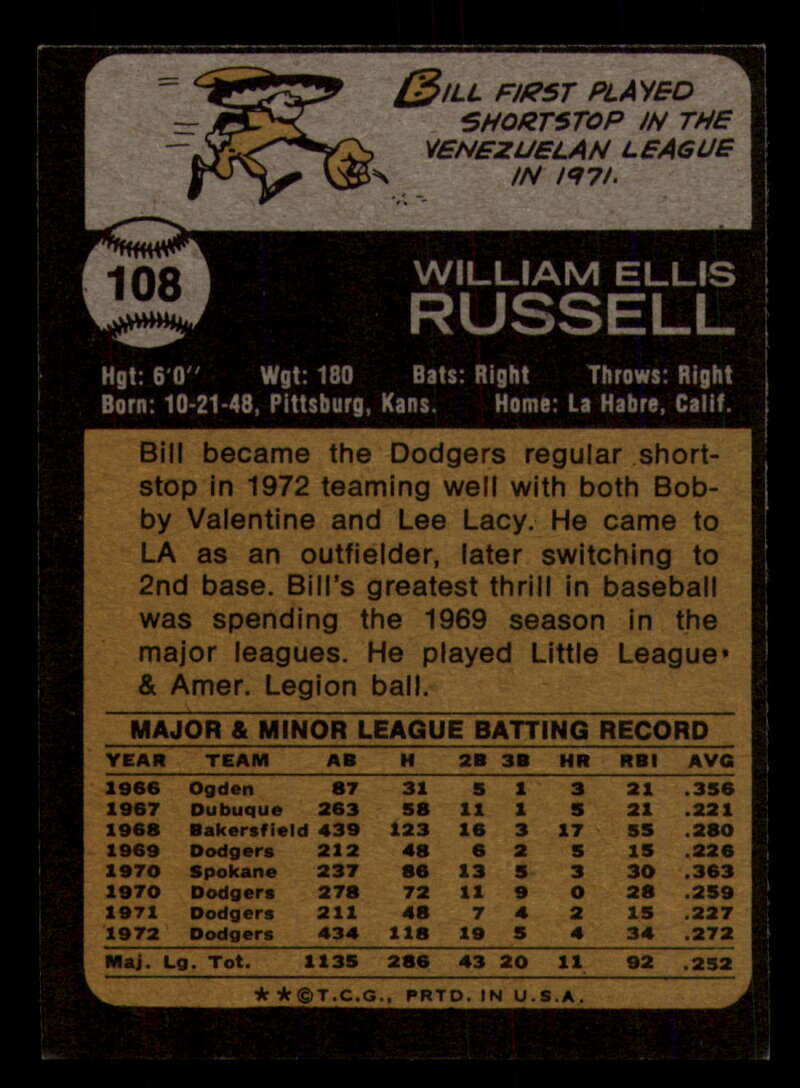 BILL FIRST PLAYED
SHORTSTOP IN THE
VENEZUELAN LEAGUE
IN 1971.
108
WILLIAM ELLIS
RUSSELL
Hgt: 6'0" Wgt: 180 Bats: Right Throws: Right
Born: 10-21-48, Pittsburg, Kans. Home: La Habre, Calif.
Bill became the Dodgers regular short-
stop in 1972 teaming well with both Bob-
by Valentine and Lee Lacy. He came to
LA as an outfielder, later switching to
2nd base. Bill's greatest thrill in baseball
was spending the 1969 season in the
major leagues. He played Little League
& Amer. Legion ball.
MAJOR & MINOR LEAGUE BATTING RECORD
YEAR TEAM AB H 2B 3B HR RBI AVG
1966 Ogden 87 31 5 1 3 21 .356
1967 Dubuque 263 58 11 1 5 21 .221
1968 Bakersfield 439 123 16 3 17 55 .280
1969 Dodgers 212 48 6 2 5 15 .226
1970 Spokane 237 86 13 5 3 30 .363
1970 Dodgers 278 72 11 9 0 28 .259
1971 Dodgers 211 48 7 4 2 15 .227
1972 Dodgers 434 118 19 5 4 34 .272
Maj. Lg. Tot. 1135 286 43 20 11 92 .252
★★©T.C.G., PRTD. IN U.S.A.